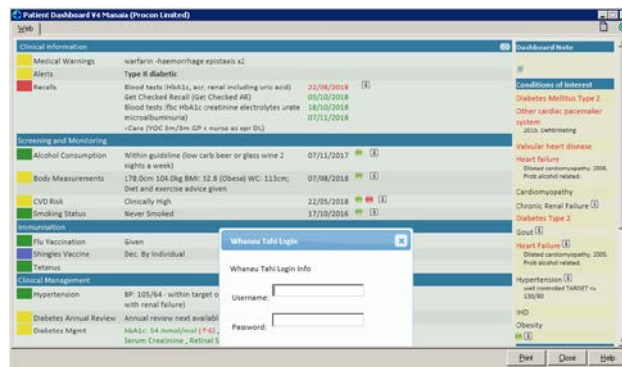 Patient Dashboard V4 Manaia (Procon Limited)
Web
Clinical Information
Medical Warnings warfarin -haemorrhage epistaxis x2
Alerts Type II diabetic
Recalls Blood tests (HbA1c, acr, renal including uric acid) 21/08/2018
Get Checked Recall (Get Checked AR) 03/10/2018
Blood tests (fbc HbA1c creatinine electrolytes urate 18/10/2018
microalbuminuria) 07/11/2018
+Care (YOC 3m/3m GP & nurse as opr DL)
Screening and Monitoring
Alcohol Consumption Within guideline (low carb beer or glass wine 2 07/11/2017
nights a week)
Body Measurements 178.0cm 104.0kg BMI: 32.8 (Obese) WC: 113cm; 07/08/2018
Diet and exercise advice given
CVD Risk Clinically High 22/05/2018
Smoking Status Never Smoked 17/10/2016
Immunisation
Flu Vaccination Given
Shingles Vaccine Dec. By Individual
Tetanus
Clinical Management
Hypertension BP: 105/64 - within target o
with renal failure)
Diabetes Annual Review Annual review next availabl
Diabetes Mgmt HbA1c: 54 mmol/mol (↑6) ,
Serum Creatinine , Retinal S
Whanau Tahi Login
Whanau Tahi Login Info
Username:
Password:
Dashboard Note
Conditions of Interest
Diabetes Mellitus Type 2
Other cardiac pacemaker
system
2015. Defibrillating
Valvular heart disease
Heart failure
Dilated cardiomyopathy. 2006.
Prob alcohol related.
Cardiomyopathy
Chronic Renal Failure
Diabetes Type 2
Gout
Heart Failure
Dilated cardiomyopathy. 2005.
Prob alcohol related.
Hypertension
well controlled TARGET <=
130/80
IHD
Obesity
Print Close Help